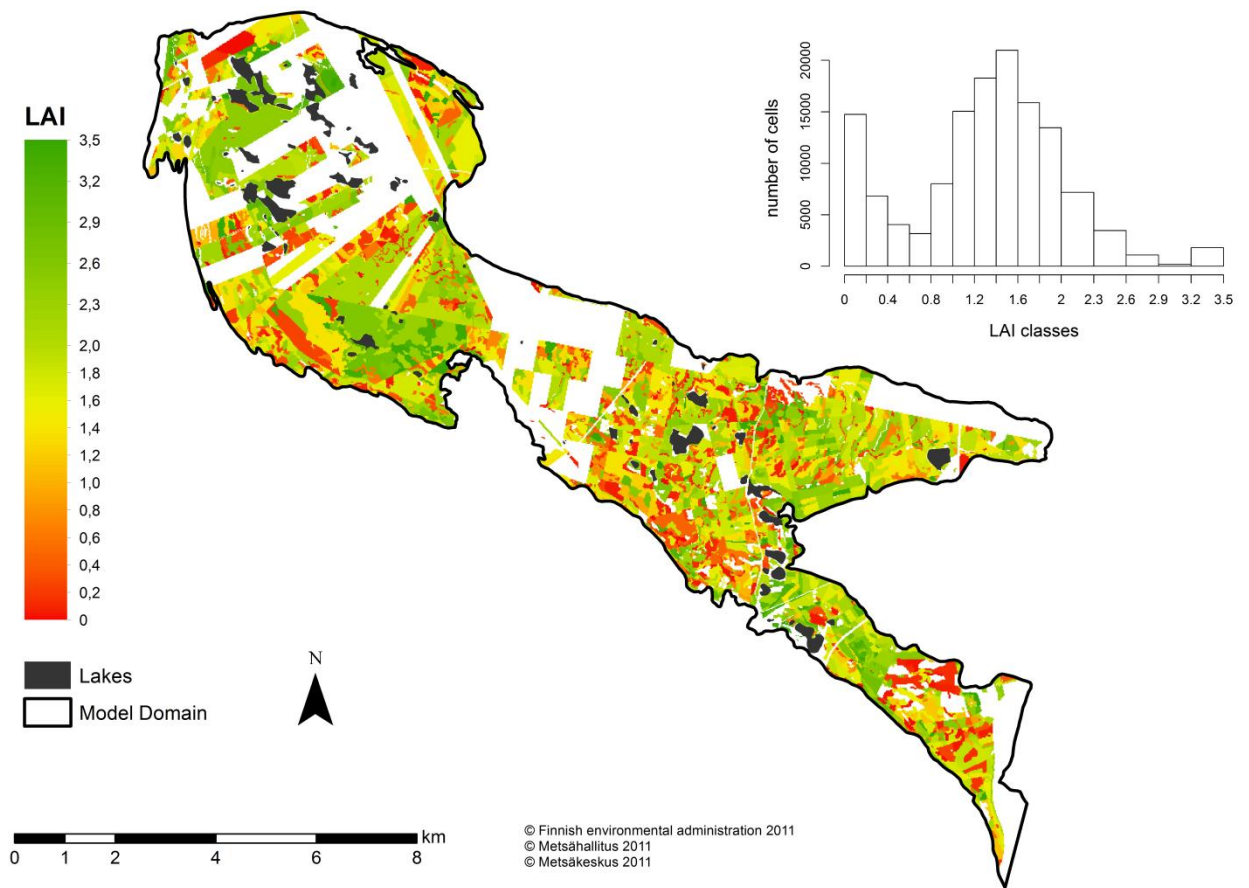 LAI
3,5
3,2
2,9
2,6
2,3
2,0
1,8
1,6
1,4
1,2
1,0
0,8
0,6
0,4
0,2
0
Lakes
Model Domain
N
km
0 1 2 4 6 8
© Finnish environmental administration 2011
© Metsähallitus 2011
© Metsäkeskus 2011
number of cells
20000
15000
10000
5000
0
0 0.4 0.8 1.2 1.6 2 2.3 2.6 2.9 3.2 3.5
LAI classes